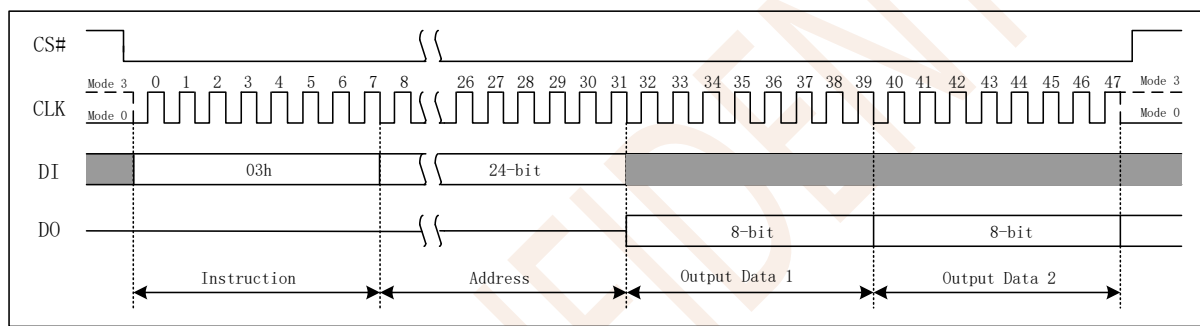 CS#
Mode 3 0 1 2 3 4 5 6 7 8 26 27 28 29 30 31 32 33 34 35 36 37 38 39 40 41 42 43 44 45 46 47 Mode 3
CLK
Mode 0 Mode 0
DI 03h 24-bit
DO 8-bit 8-bit
Instruction Address Output Data 1 Output Data 2